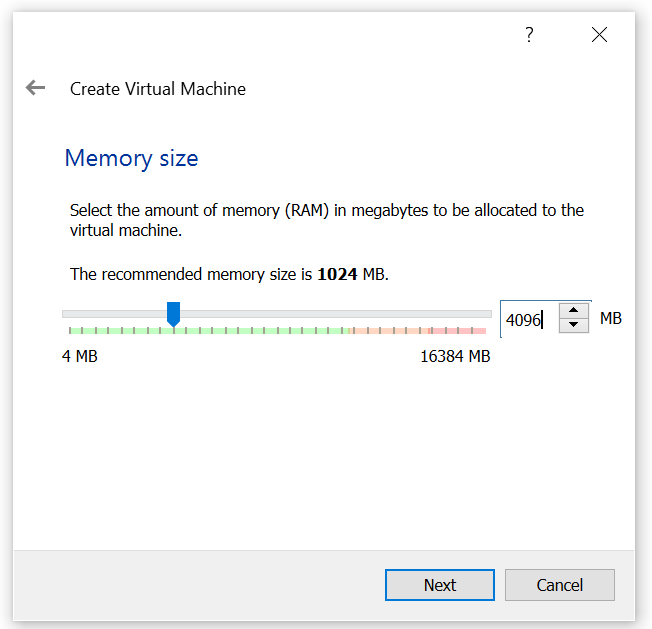 ?
Create Virtual Machine
Memory size
Select the amount of memory (RAM) in megabytes to be allocated to the
virtual machine.
The recommended memory size is 1024 MB.
4096 MB
4 MB 16384 MB
Next Cancel